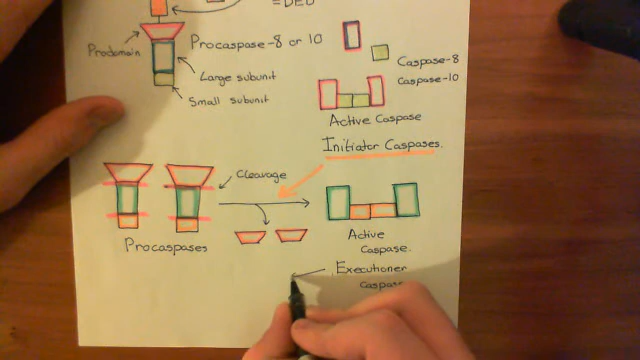 =DED
Procaspase-8 or 10
Prodomain
Large subunit
Small subunit
Caspase-8
Caspase-10
Active Caspase
Initiator Caspases.
Cleavage
Procaspases
Active
Caspase.
Executioner
Caspase